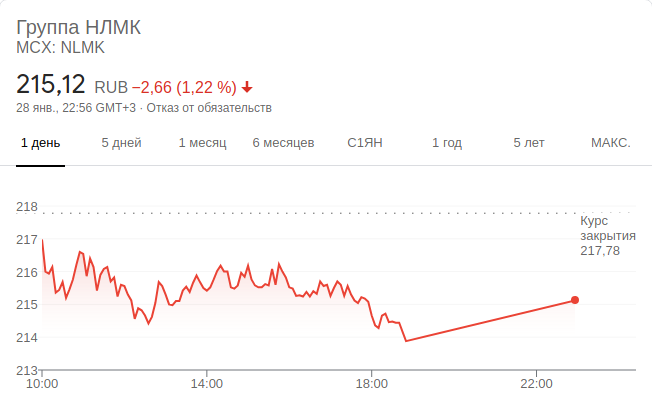 Группа НЛМК
MCX: NLMK
215,12 RUB −2,66 (1,22 %)
28 янв., 22:56 GMT+3 · Отказ от обязательств
1 день 5 дней 1 месяц 6 месяцев С1ЯН 1 год 5 лет МАКС.
218
Курс
закрытия
217,78
217
216
215
214
213
10:00 14:00 18:00 22:00